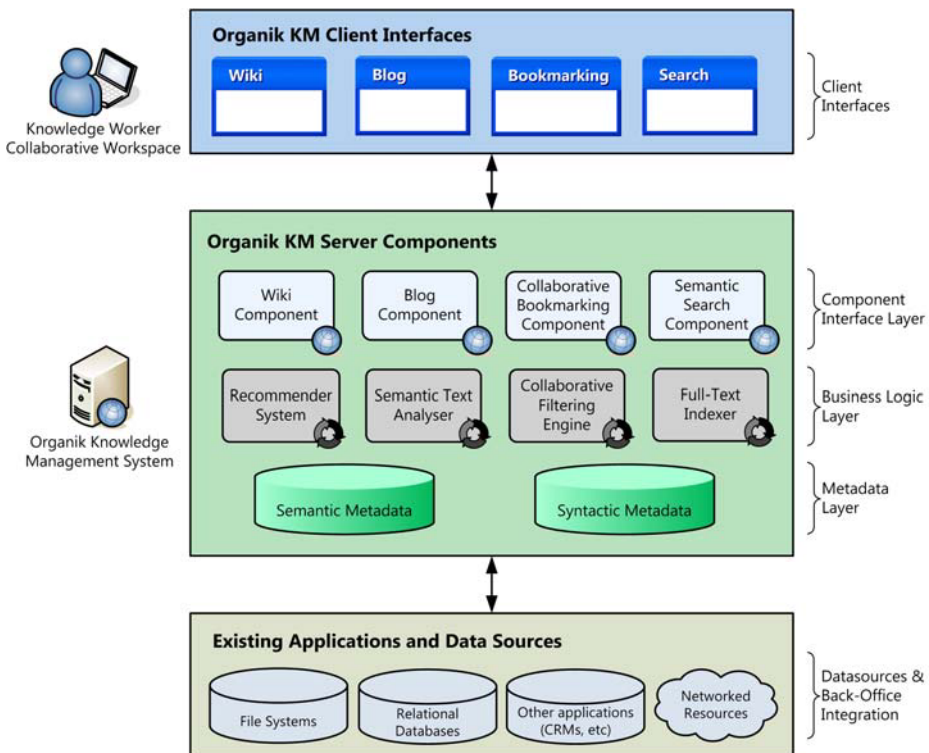 Organik KM Client Interfaces
Wiki
Blog
Bookmarking
Search
Client
Interfaces
Knowledge Worker
Collaborative Workspace
Organik KM Server Components
Wiki
Component
Blog
Component
Collaborative
Bookmarking
Component
Semantic
Search
Component
Component
Interface Layer
Recommender
System
Semantic Text
Analyser
Collaborative
Filtering
Engine
Full-Text
Indexer
Business Logic
Layer
Organik Knowledge
Management System
Semantic Metadata
Syntactic Metadata
Metadata
Layer
Existing Applications and Data Sources
File Systems
Relational
Databases
Other applications
(CRMs, etc)
Networked
Resources
Datasources &
Back-Office
Integration